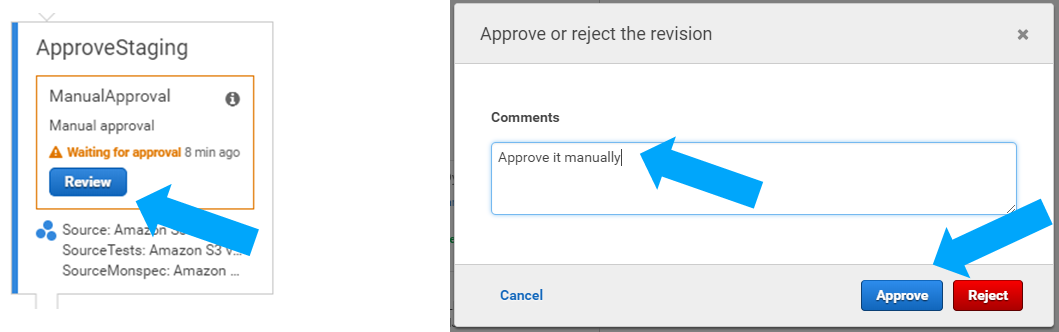 ApproveStaging
ManualApproval
Manual approval
Waiting for approval 8 min ago
Review
Source: Amazon
SourceTests: Amazon S3 v...
SourceMonspec: Amazon ...
Approve or reject the revision
Comments
Approve it manually
Cancel
Approve
Reject